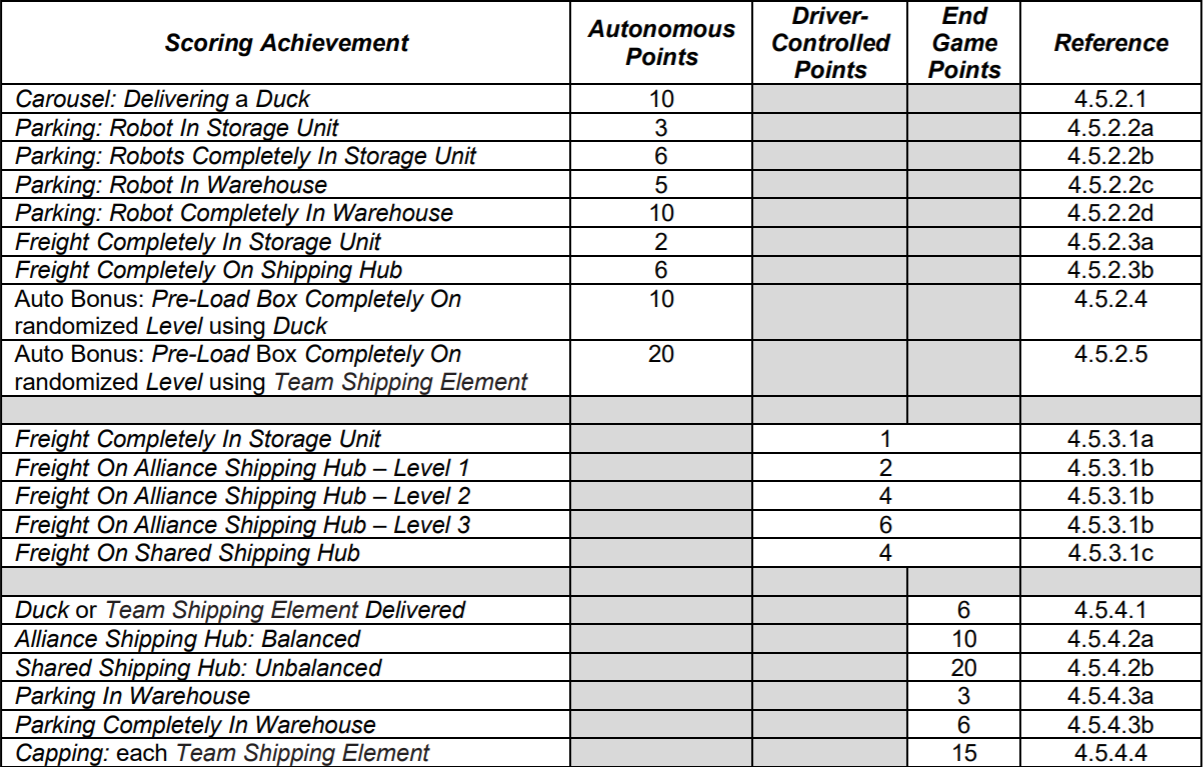 Scoring Achievement Autonomous Points Driver-Controlled Points End Game Points Reference
Carousel: Delivering a Duck 10 4.5.2.1
Parking: Robot In Storage Unit 3 4.5.2.2a
Parking: Robots Completely In Storage Unit 6 4.5.2.2b
Parking: Robot In Warehouse 5 4.5.2.2c
Parking: Robot Completely In Warehouse 10 4.5.2.2d
Freight Completely In Storage Unit 2 4.5.2.3a
Freight Completely On Shipping Hub 6 4.5.2.3b
Auto Bonus: Pre-Load Box Completely On 10 4.5.2.4
randomized Level using Duck
Auto Bonus: Pre-Load Box Completely On 20 4.5.2.5
randomized Level using Team Shipping Element
Freight Completely In Storage Unit 1 4.5.3.1a
Freight On Alliance Shipping Hub – Level 1 2 4.5.3.1b
Freight On Alliance Shipping Hub – Level 2 4 4.5.3.1b
Freight On Alliance Shipping Hub – Level 3 6 4.5.3.1b
Freight On Shared Shipping Hub 4 4.5.3.1c
Duck or Team Shipping Element Delivered 6 4.5.4.1
Alliance Shipping Hub: Balanced 10 4.5.4.2a
Shared Shipping Hub: Unbalanced 20 4.5.4.2b
Parking In Warehouse 3 4.5.4.3a
Parking Completely In Warehouse 6 4.5.4.3b
Capping: each Team Shipping Element 15 4.5.4.4